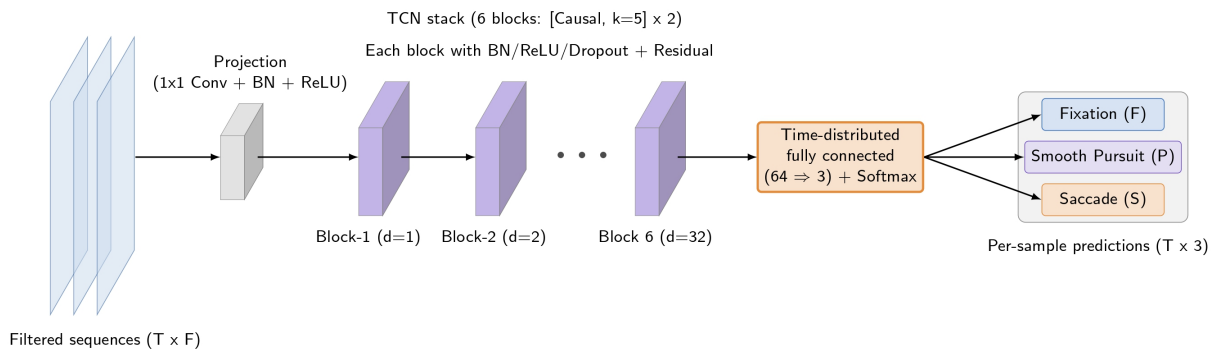 TCN stack (6 blocks: [Causal, k=5] x 2)
Each block with BN/ReLU/Dropout + Residual
Projection
(1x1 Conv + BN + ReLU)
Filtered sequences (T x F)
Block-1 (d=1)
Block-2 (d=2)
Block 6 (d=32)
Time-distributed
fully connected
(64 ⇒ 3) + Softmax
Fixation (F)
Smooth Pursuit (P)
Saccade (S)
Per-sample predictions (T x 3)